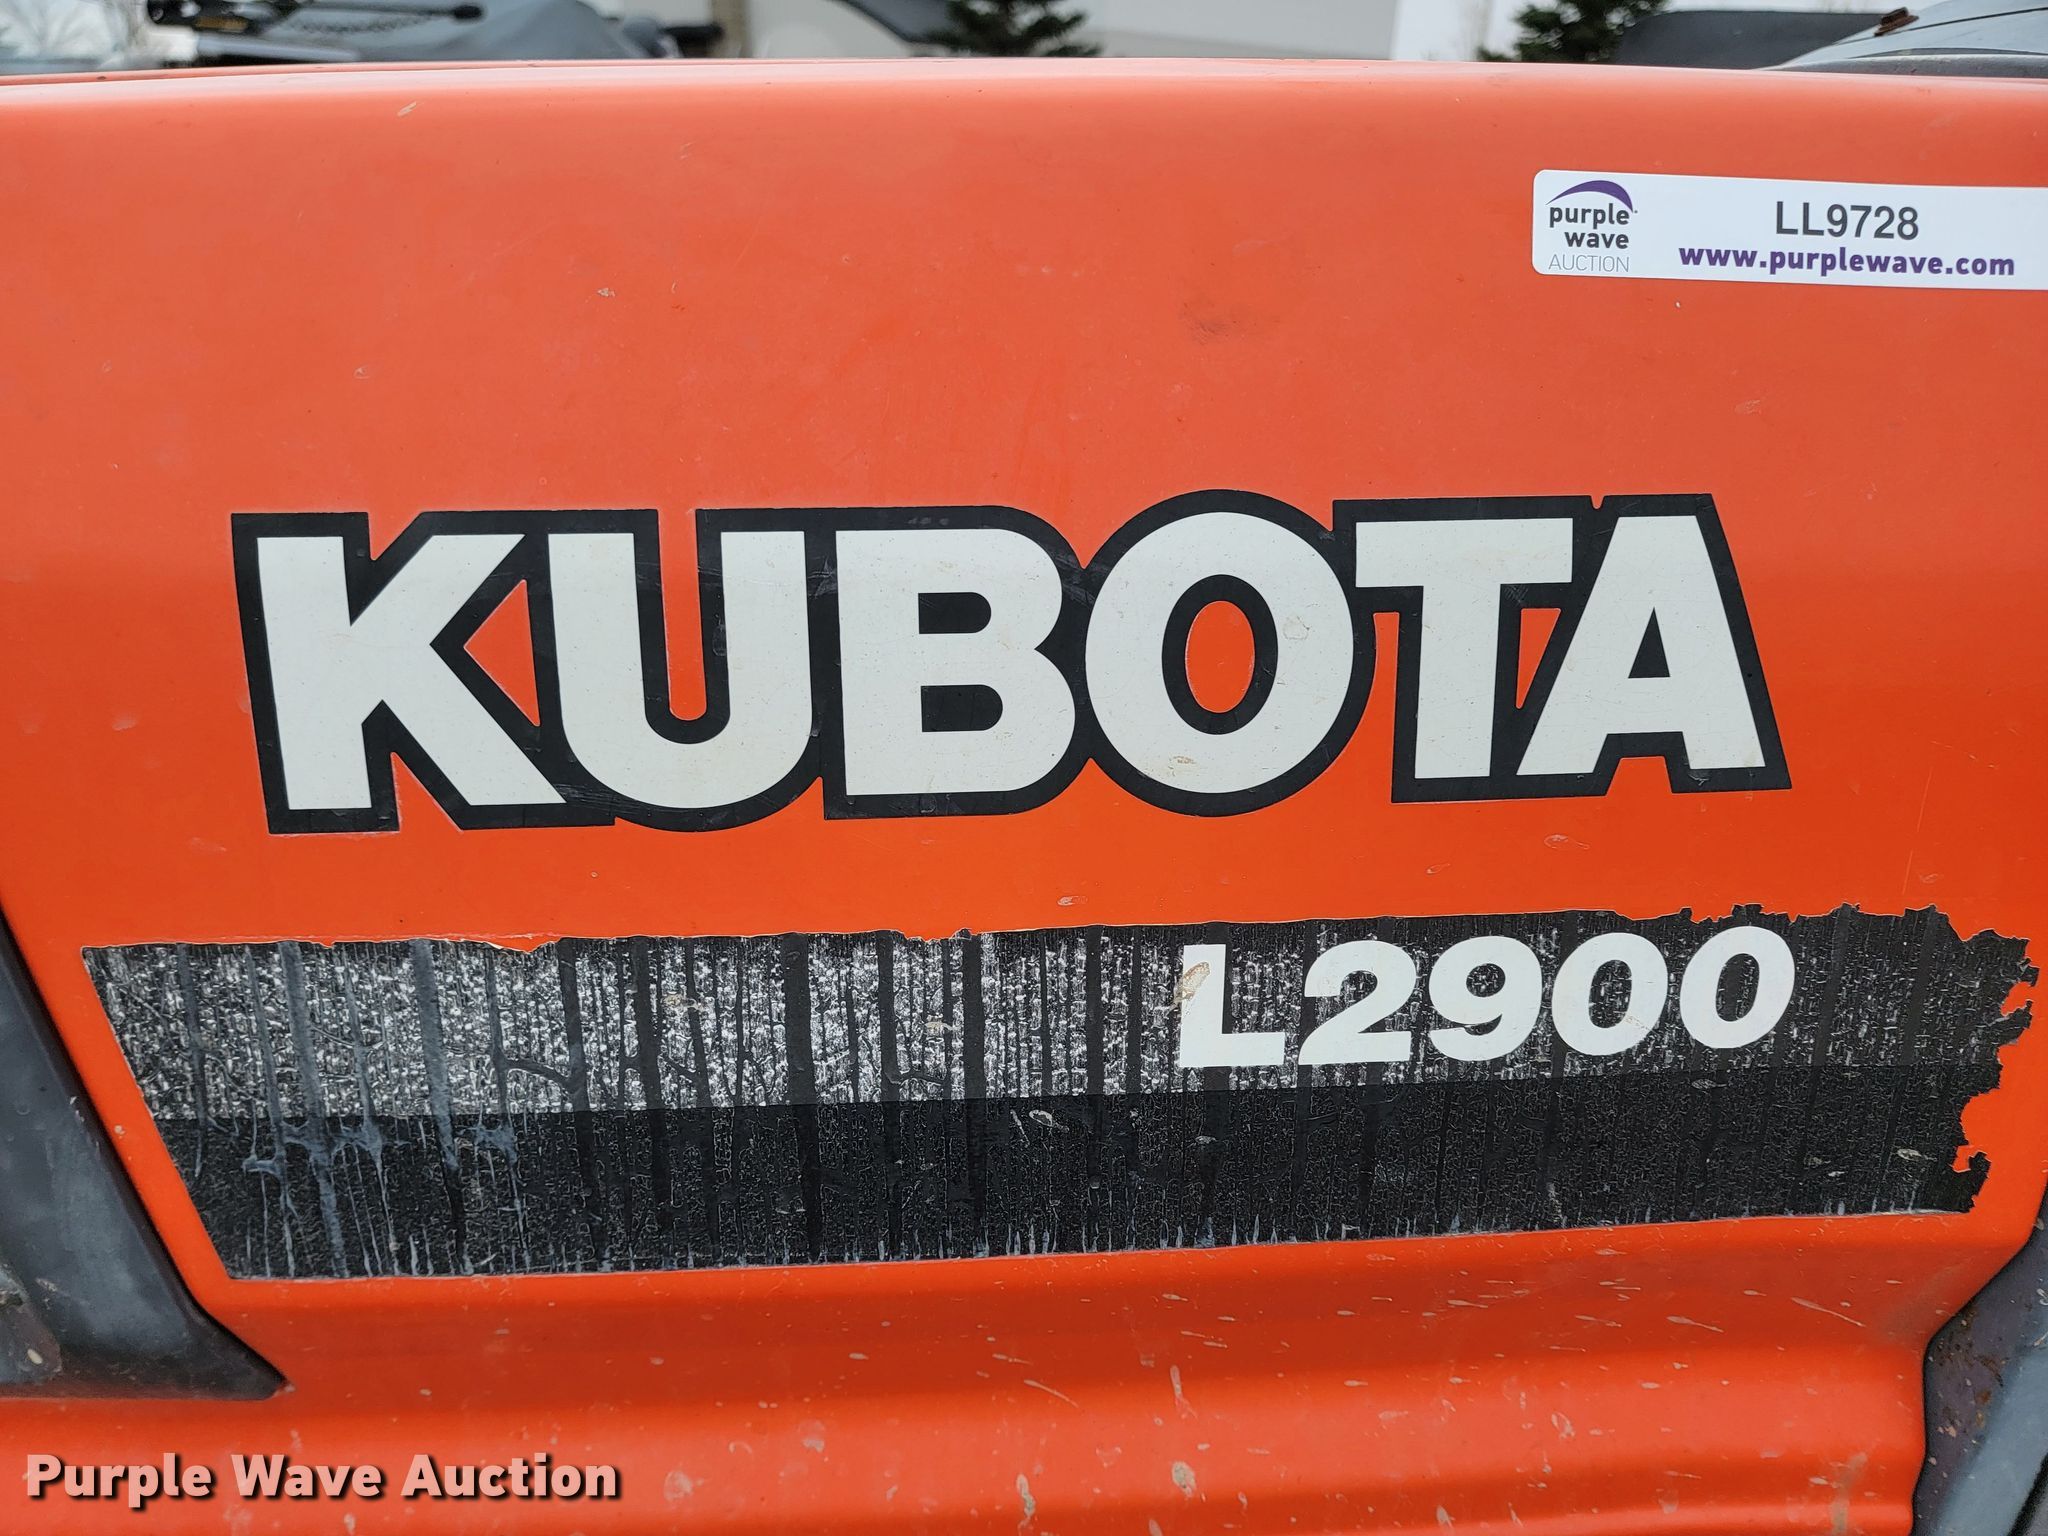 purple
wave
AUCTION
LL9728
www.purplewave.com
KUBOTA
L2900
Purple Wave Auction